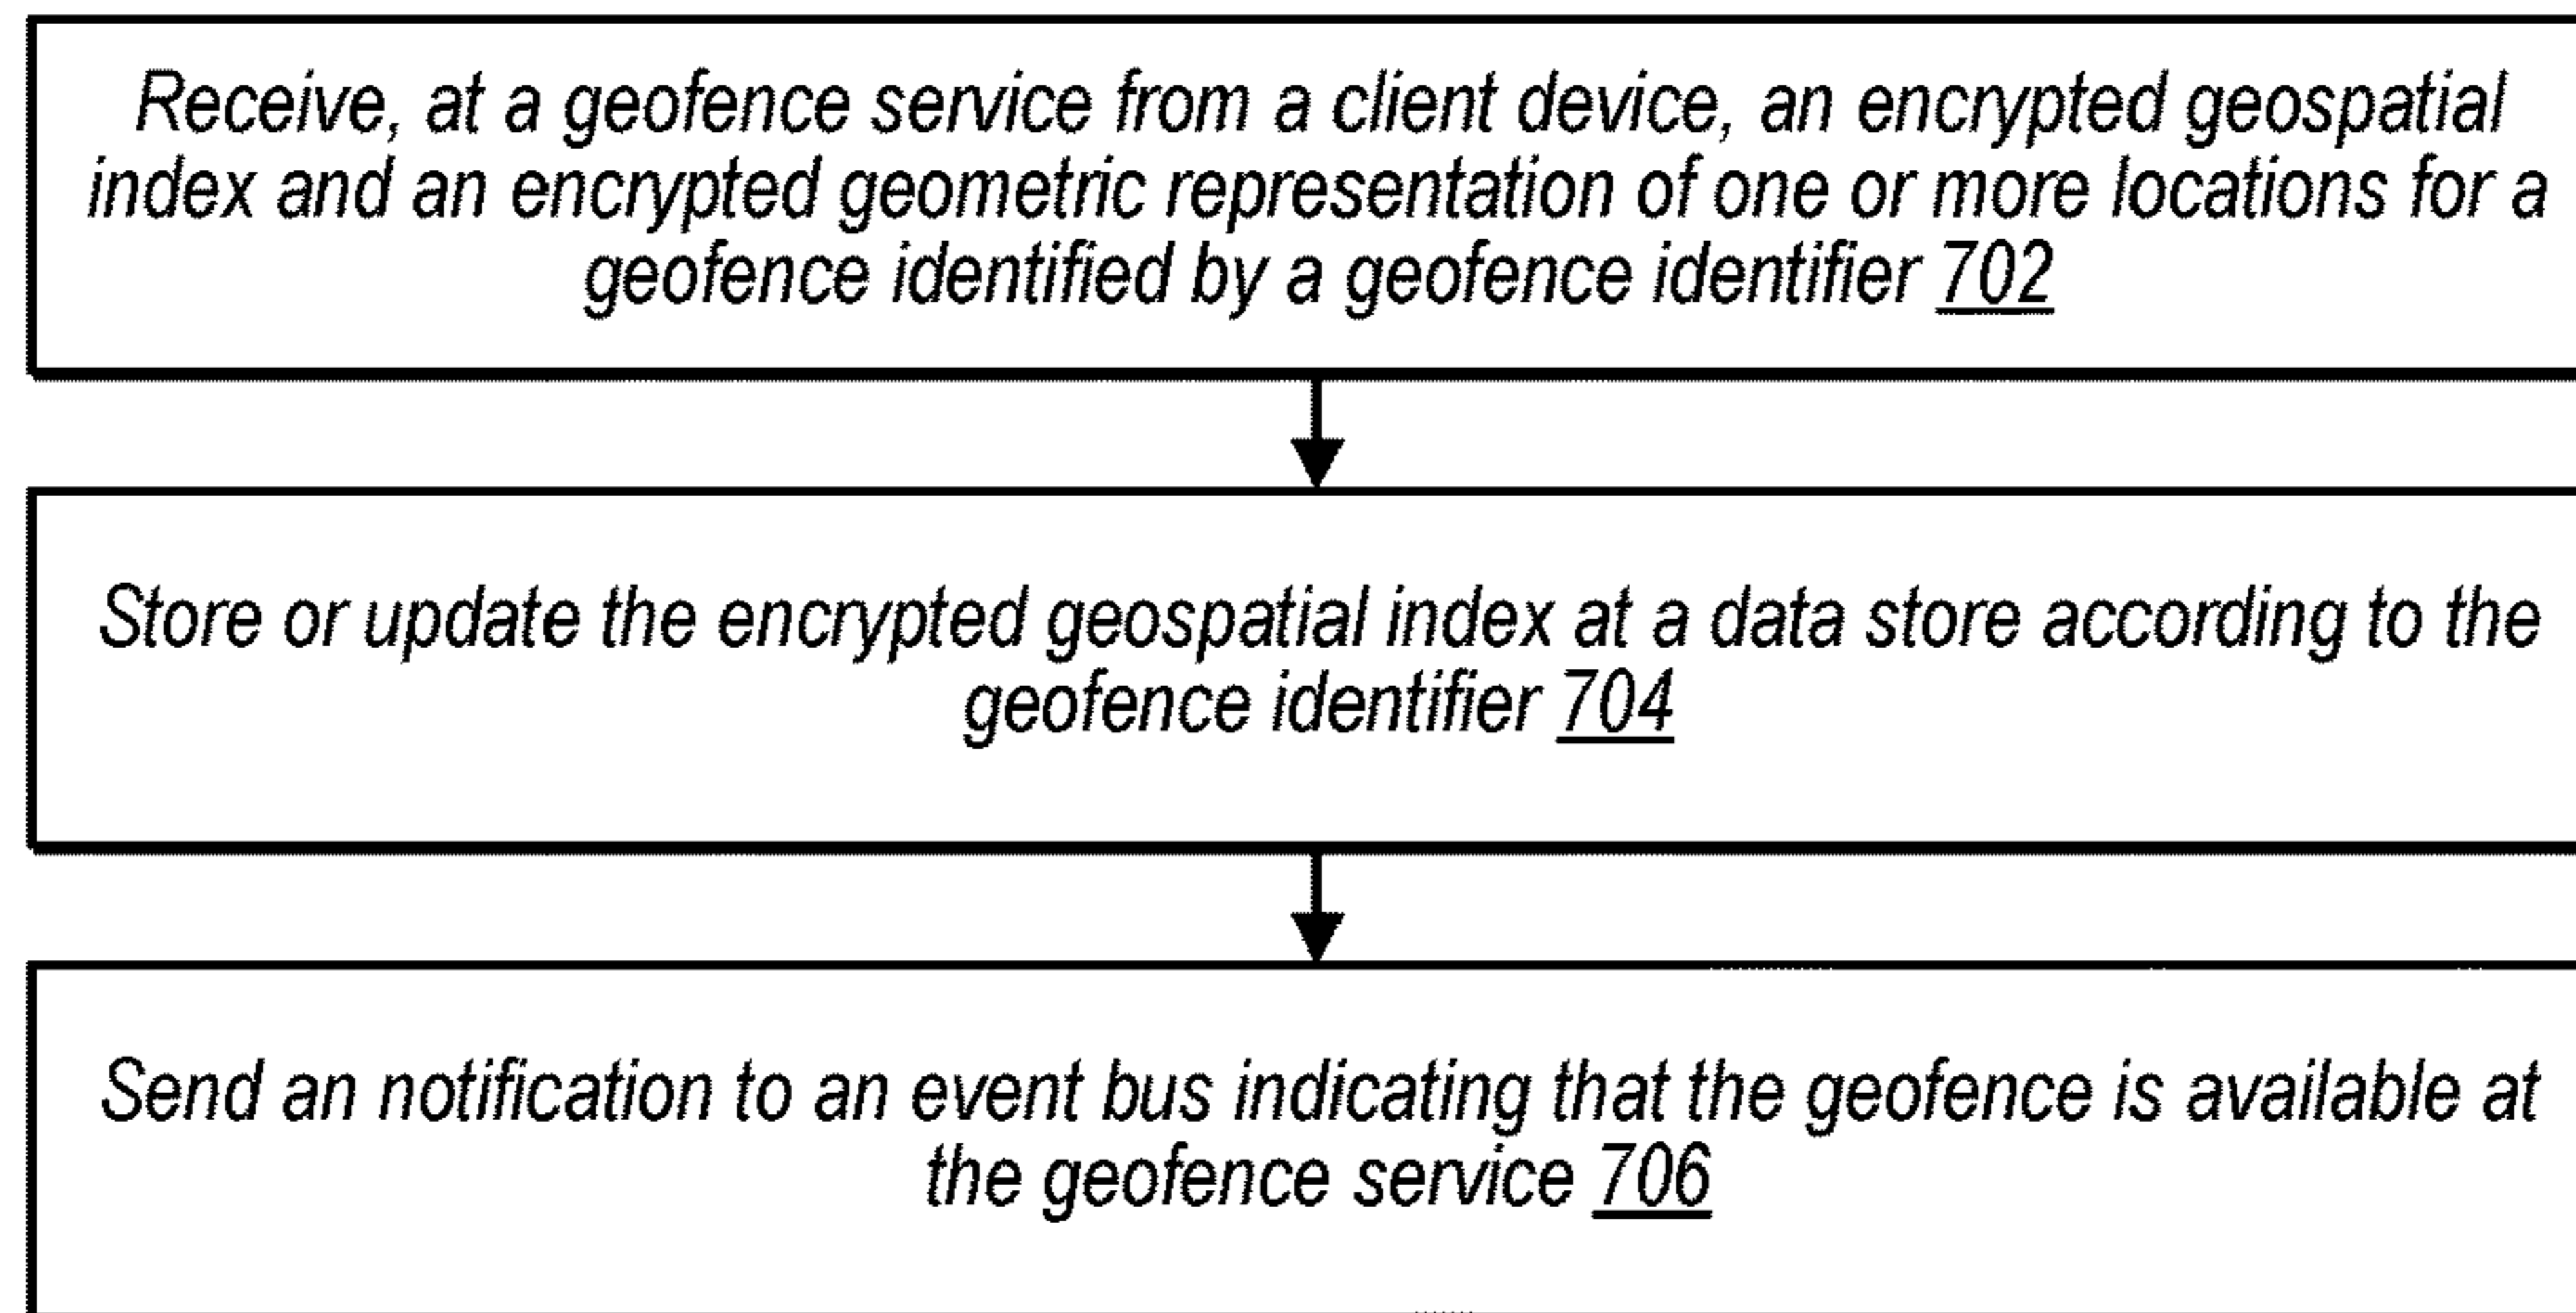 Receive, at a geofence service from a client device, an encrypted geospatial
index and an encrypted geometric representation of one or more locations for a
geofence identified by a geofence identifier 702
Store or update the encrypted geospatial index at a data store according to the
geofence identifier 704
Send an notification to an event bus indicating that the geofence is available at
the geofence service 706